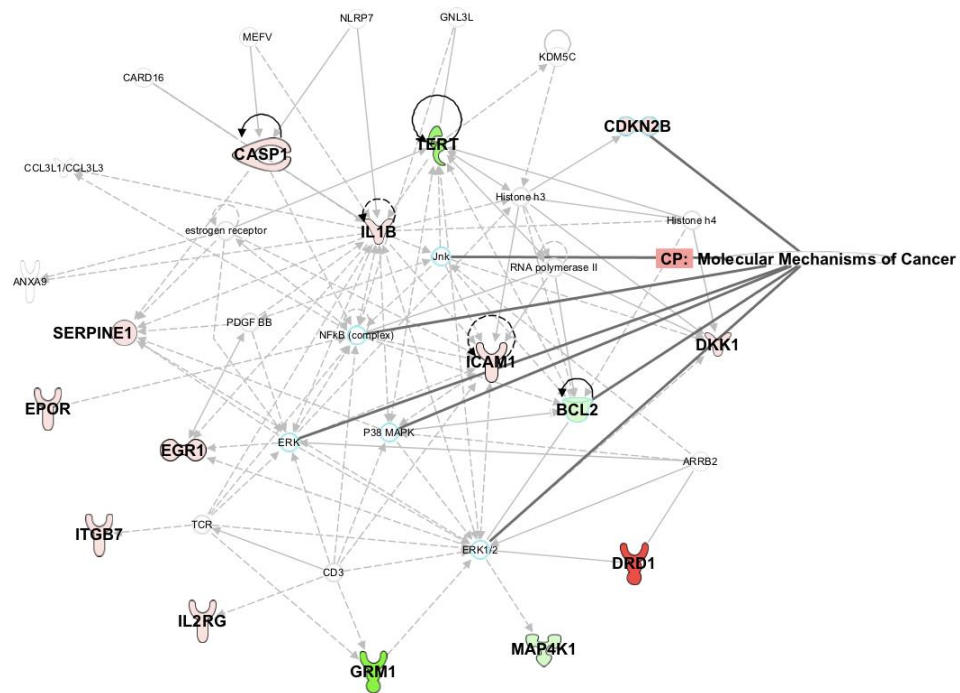 NLRP7
GNL3L
MEFV
KDM5C
CARD16
CDKN2B
TERT
CASP1
CCL3L1/CCL3L3
Histone h3
Histone h4
estrogen receptor
IL1B
Jnk
RNA polymerase II
CP: Molecular Mechanisms of Cancer
ANXA9
PDGF BB
SERPINE1
NFkB (complex)
DKK1
ICAM1
EPOR
BCL2
P38 MAPK
ERK
EGR1
ARRB2
TCR
ITGB7
ERK1/2
DRD1
CD3
IL2RG
MAP4K1
GRM1